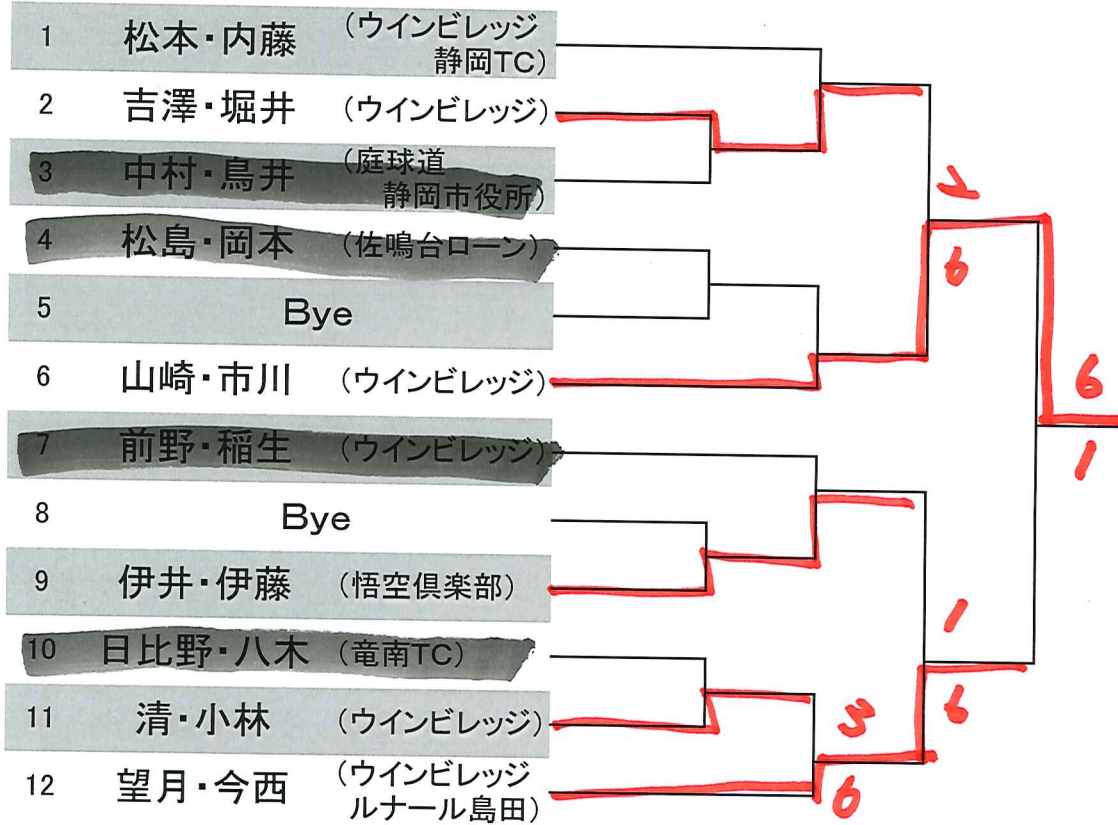 1 松本・内藤 (ウインビレッジ
静岡TC)
2 吉澤・堀井 (ウインビレッジ)
3 中村・鳥井 (庭球道
静岡市役所)
4 松島・岡本 (佐鳴台ローン)
5 Bye
6 山崎・市川 (ウインビレッジ)
7 前野・稲生 (ウインビレッジ)
8 Bye
9 伊井・伊藤 (悟空倶楽部)
10 日比野・八木 (竜南TC)
11 清・小林 (ウインビレッジ)
12 望月・今西 (ウインビレッジ
ルナール島田)
6
6
1
1
6
3
6